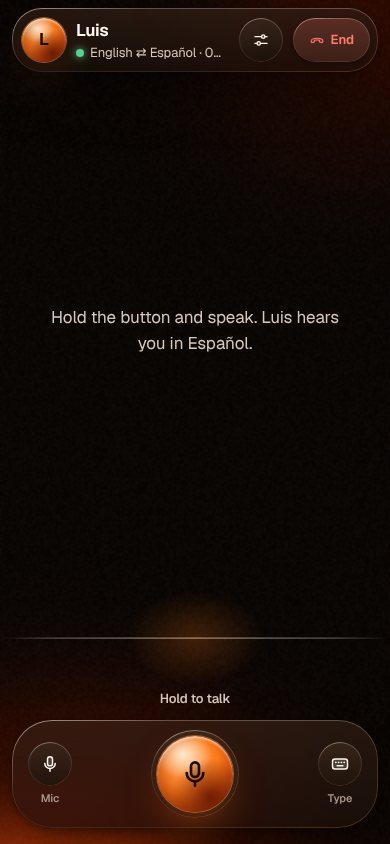 L
Luis
English ⇄ Español · 0...
End
Hold the button and speak. Luis hears
you in Español.
Hold to talk
Mic
Type